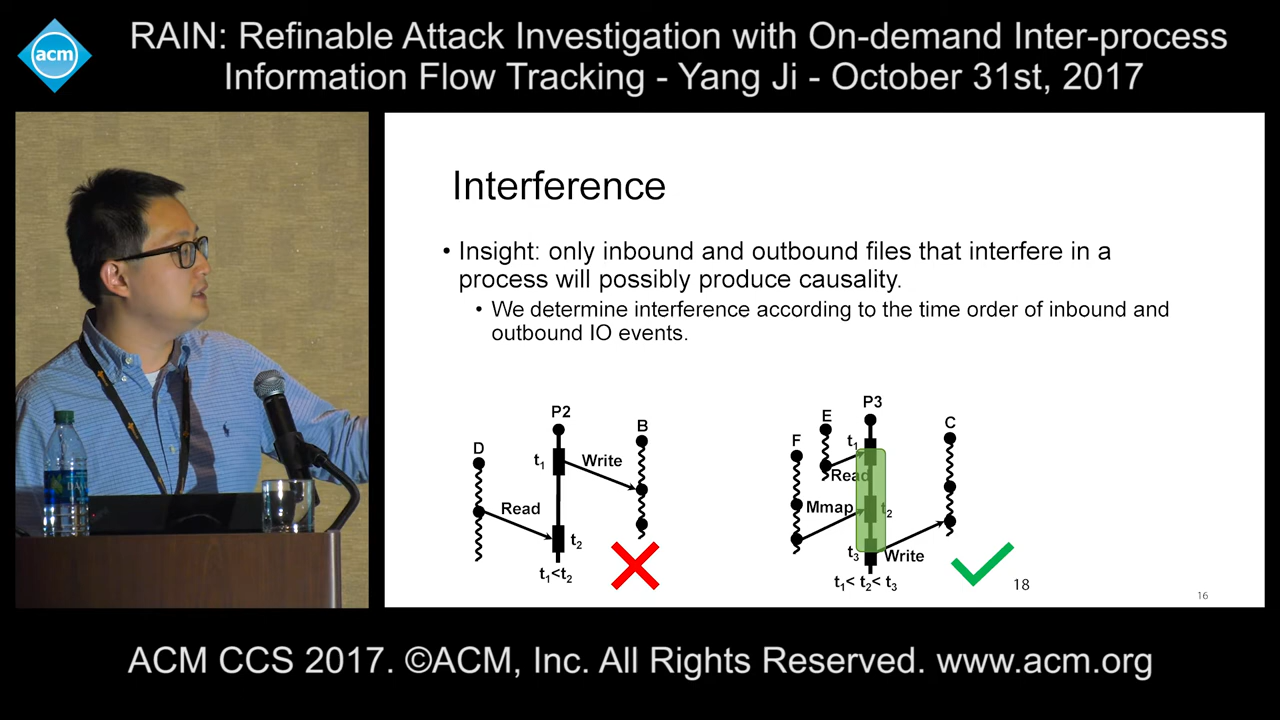 acm
RAIN: Refinable Attack Investigation with On-demand Inter-process
Information Flow Tracking - Yang Ji - October 31st, 2017
Interference
• Insight: only inbound and outbound files that interfere in a
process will possibly produce causality.
• We determine interference according to the time order of inbound and
outbound IO events.
P2
D
B
t1
Write
Read
t2
t1<t2
P3
E
C
F
t1
Read
Mmap
t2
t3
Write
t1< t2< t3
18
16
ACM CCS 2017. ©ACM, Inc. All Rights Reserved. www.acm.org